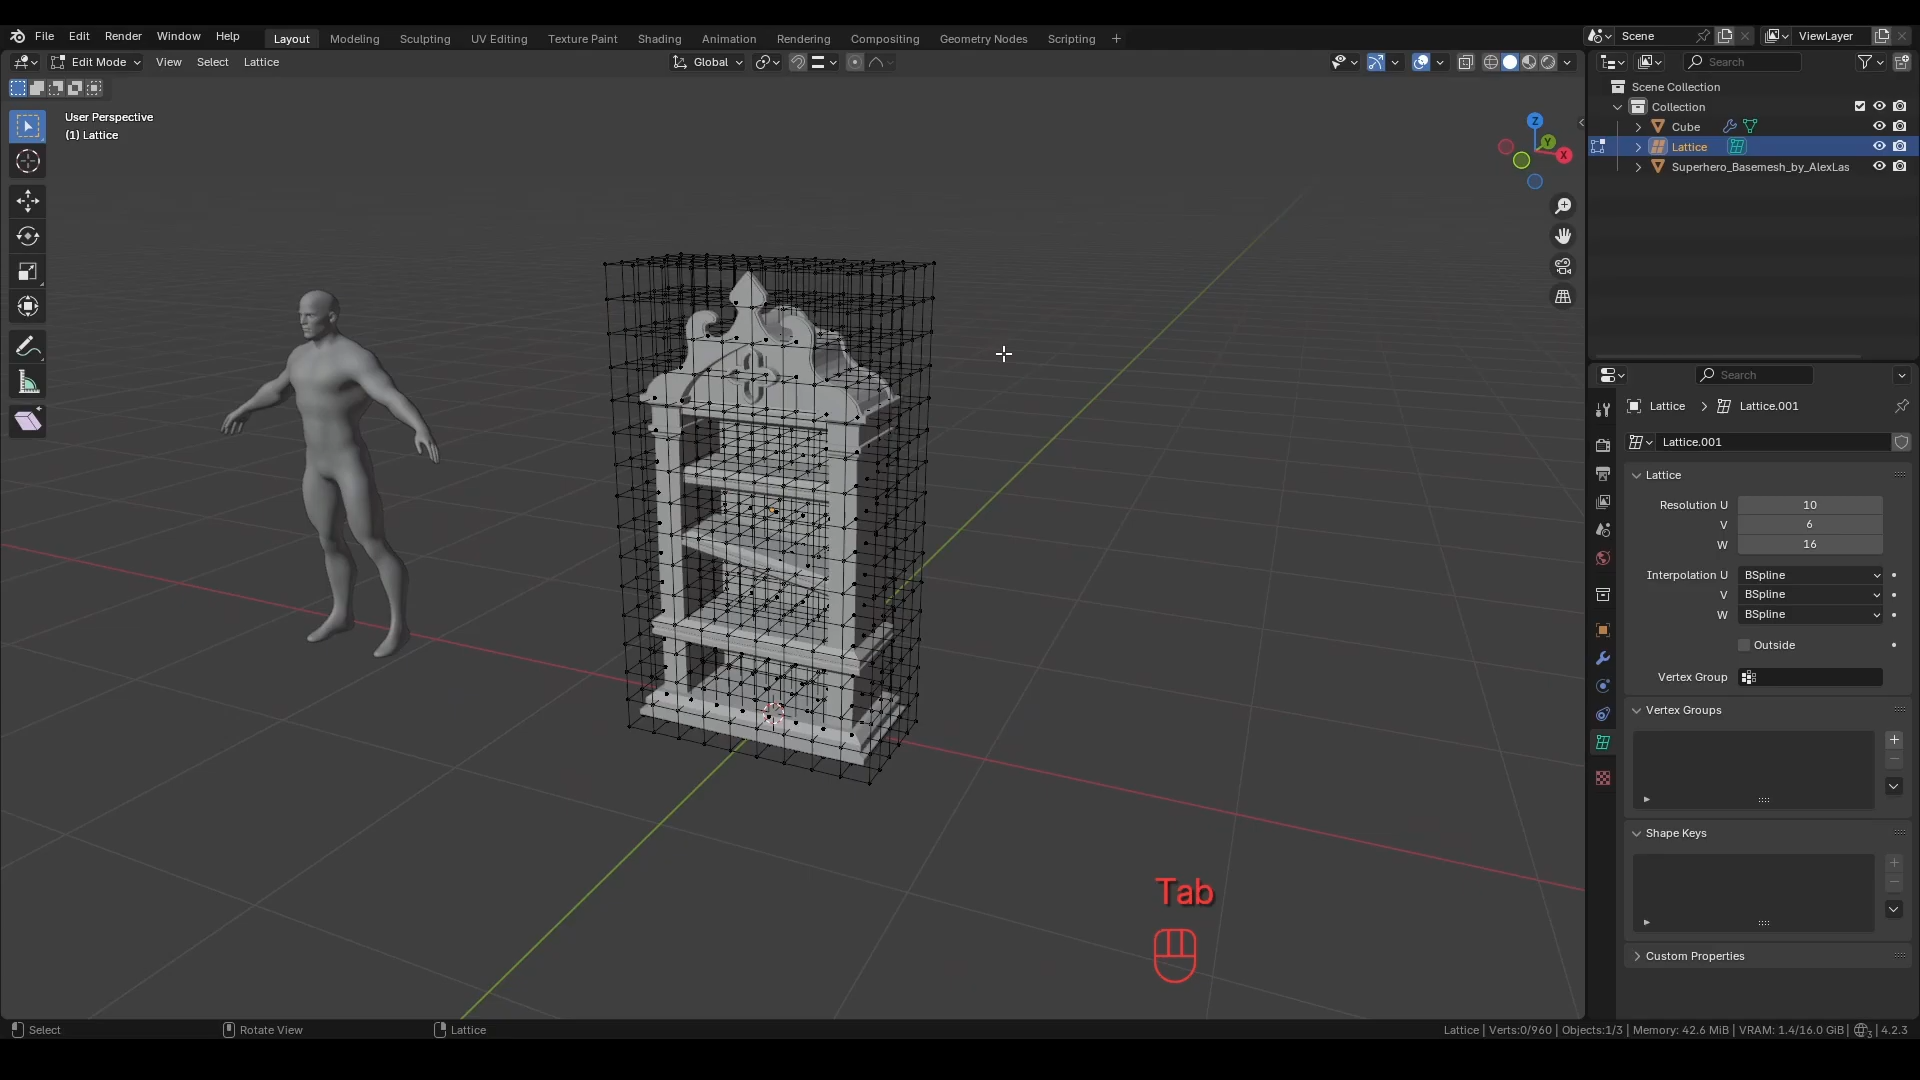 File Edit Render Window Help Layout Modeling Sculpting UV Editing Texture Paint Shading Animation Rendering Compositing Geometry Nodes Scripting + Scene ViewLayer
Edit Mode View Select Lattice Global Search
User Perspective
(1) Lattice
Z
Y
X
Scene Collection
Collection
Cube
Lattice
Superhero_Basemesh_by_AlexLas
Search
Lattice Lattice.001
Lattice.001
Lattice
Resolution U 10
V 6
W 16
Interpolation U BSpline
V BSpline
W BSpline
Outside
Vertex Group
Vertex Groups
Shape Keys
Custom Properties
Tab
Select Rotate View Lattice Lattice | Verts:0/960 | Objects:1/3 | Memory: 42.6 MiB | VRAM: 1.4/16.0 GiB | 3 | 4.2.3